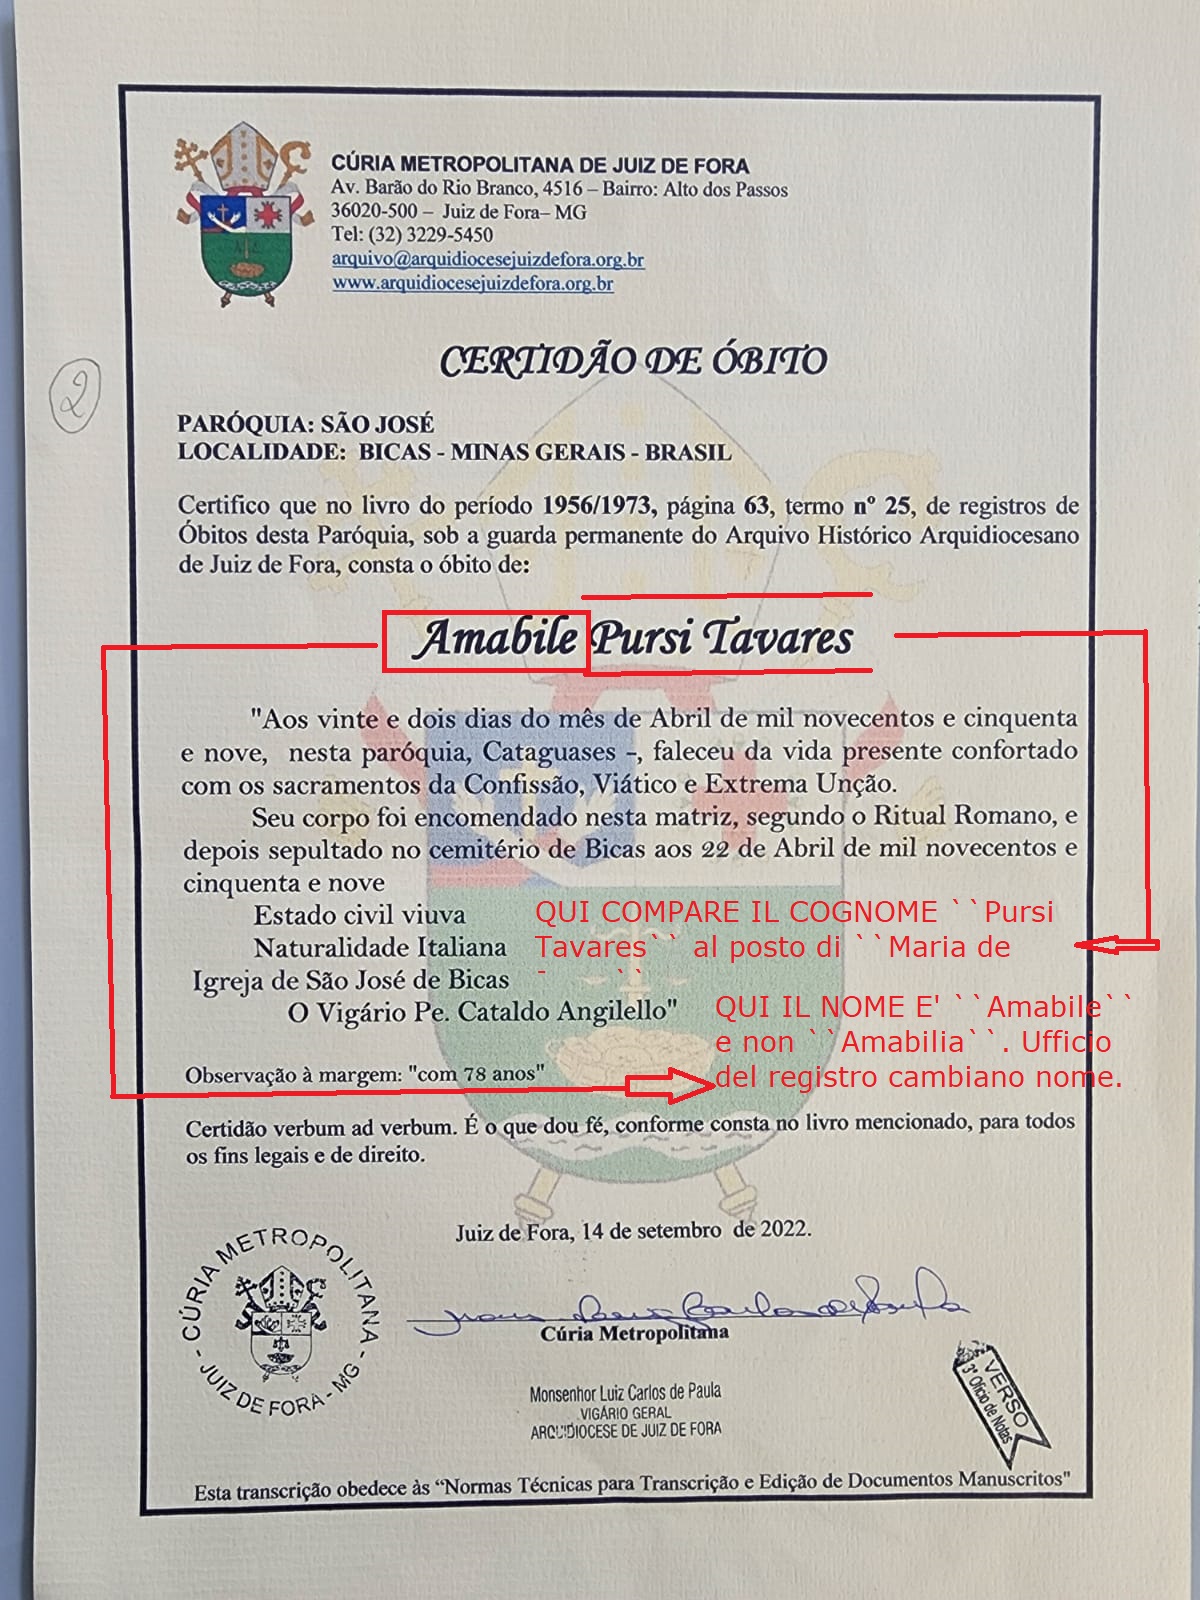 CÚRIA METROPOLITANA DE JUIZ DE FORA
Av. Barão do Rio Branco, 4516 – Bairro: Alto dos Passos
36020-500 – Juiz de Fora– MG
Tel: (32) 3229-5450
arquivo@arquidiocesejuizdefora.org.br
www.arquidiocesejuizdefora.org.br
CERTIDÃO DE ÓBITO
2
PARÓQUIA: SÃO JOSÉ
LOCALIDADE: BICAS - MINAS GERAIS - BRASIL
Certifico que no livro do período 1956/1973, página 63, termo nº 25, de registros de
Óbitos desta Paróquia, sob a guarda permanente do Arquivo Histórico Arquidiocesano
de Juiz de Fora, consta o óbito de:
Amabile Pursi Tavares
"Aos vinte e dois dias do mês de Abril de mil novecentos e cinquenta
e nove, nesta paróquia, Cataguases -, faleceu da vida presente confortado
com os sacramentos da Confissão, Viático e Extrema Unção.
Seu corpo foi encomendado nesta matriz, segundo o Ritual Romano, e
depois sepultado no cemitério de Bicas aos 22 de Abril de mil novecentos e
cinquenta e nove
Estado civil viuva
Naturalidade Italiana
Igreja de São José de Bicas
O Vigário Pe. Cataldo Angilello"
QUI COMPARE IL COGNOME ``Pursi
Tavares`` al posto di ``Maria de
QUI IL NOME E' ``Amabile``
e non ``Amabilia``. Ufficio
del registro cambiano nome.
Observação à margem: "com 78 anos"
Certidão verbum ad verbum. É o que dou fé, conforme consta no livro mencionado, para todos
os fins legais e de direito.
Juiz de Fora, 14 de setembro de 2022.
CÚRIA METROPOLITANA - JUIZ DE FORA - MG -
Cúria Metropolitana
Monsenhor Luiz Carlos de Paula
VIGÁRIO GERAL
ARQUIDIOCESE DE JUIZ DE FORA
VERSO
3º Ofício de Notas
Esta transcrição obedece às “Normas Técnicas para Transcrição e Edição de Documentos Manuscritos"